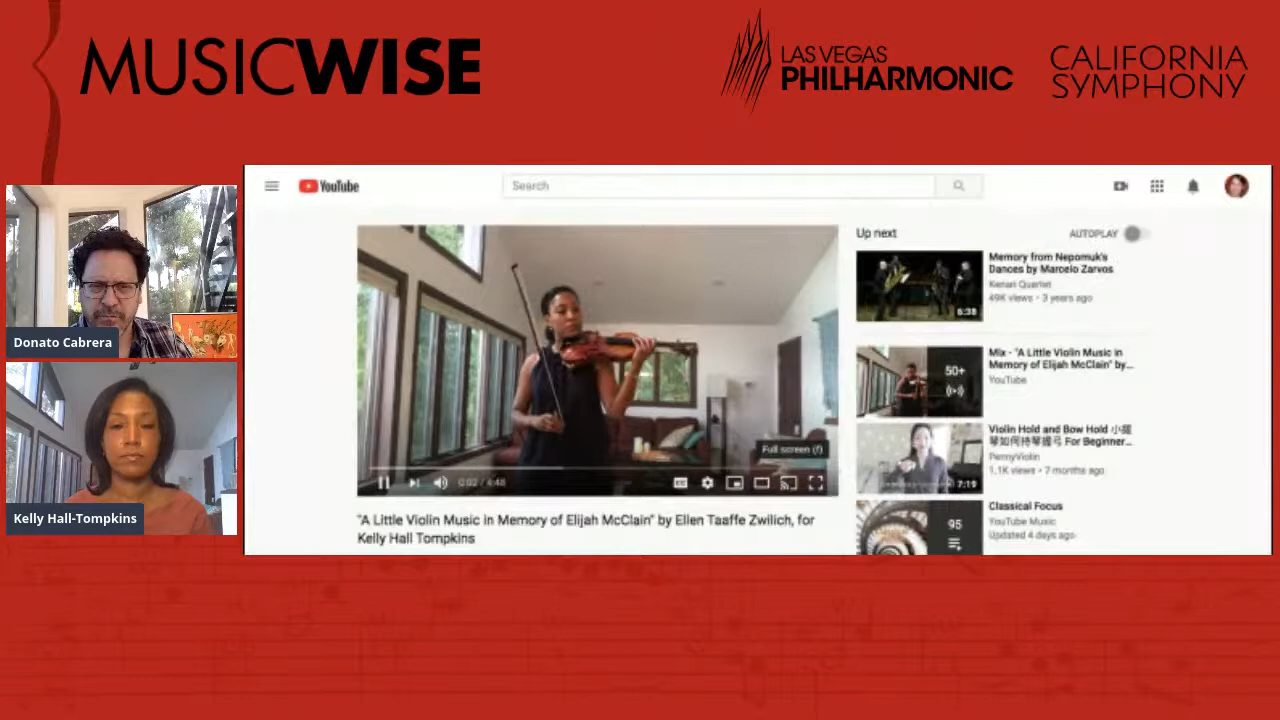 MUSICWISE
LAS VEGAS
PHILHARMONIC
CALIFORNIA
SYMPHONY
Donato Cabrera
Kelly Hall-Tompkins
YouTube
Search
Full screen (f)
0:02 / 4:48
"A Little Violin Music in Memory of Elijah McClain" by Ellen Taaffe Zwilich, for
Kelly Hall Tompkins
Up next
AUTOPLAY
Memory from Nepomuk's
Dances by Marcelo Zarvos
Kenari Quartet
49K views • 3 years ago
6:38
Mix - "A Little Violin Music in
Memory of Elijah McClain" by...
YouTube
50+
Violin Hold and Bow Hold 小提
琴如何持琴握弓 For Beginner...
PennyViolin
1.1K views • 7 months ago
7:19
Classical Focus
YouTube Music
Updated 4 days ago
95